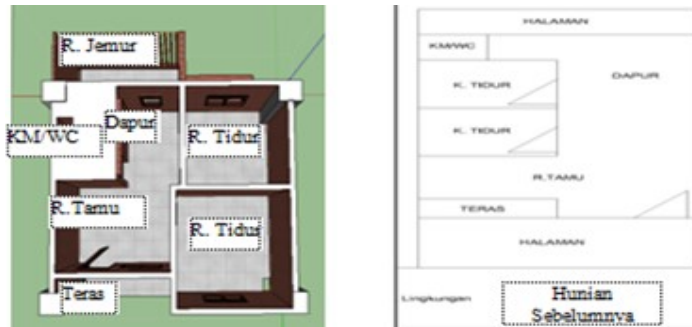 R. Jemur
Dapur
KM/WC
R. Tidur
R.Tamu
R. Tidur
Teras
HALAMAN
KM/WC
DAPUR
K. TIDUR
K. TIDUR
R.TAMU
TERAS
HALAMAN
Lingkungan
Hunian
Sebelumnya